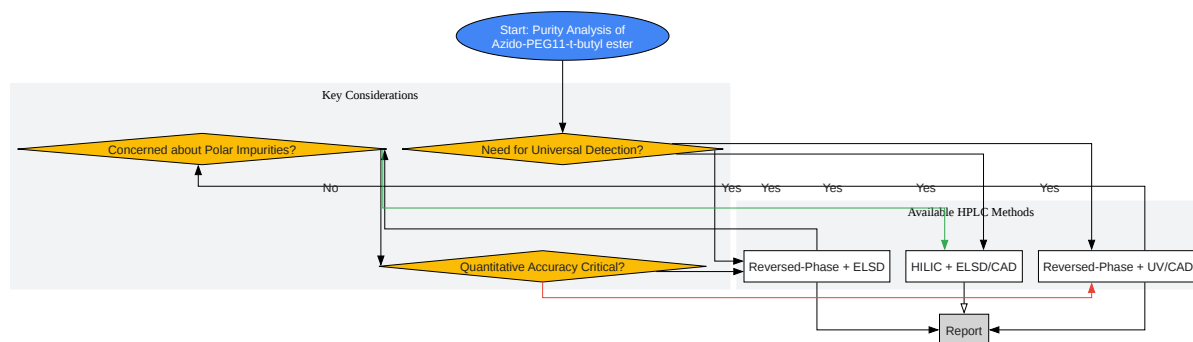 Start: Purity Analysis of
Azido-PEG11-t-butyl ester
Key Considerations
Concerned about Polar Impurities?
Need for Universal Detection?
No
Yes
Yes
Yes
Yes
Yes
Available HPLC Methods
Quantitative Accuracy Critical?
Reversed-Phase + ELSD
HILIC + ELSD/CAD
Reversed-Phase + UV/CAD
Report